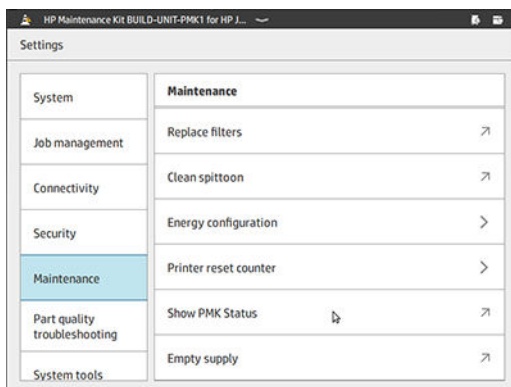 HP Maintenance Kit BUILD-UNIT-PMK1 for HP J...
Settings
System
Job management
Connectivity
Security
Maintenance
Part quality
troubleshooting
System tools
Maintenance
Replace filters
Clean spittoon
Energy configuration
Printer reset counter
Show PMK Status
Empty supply